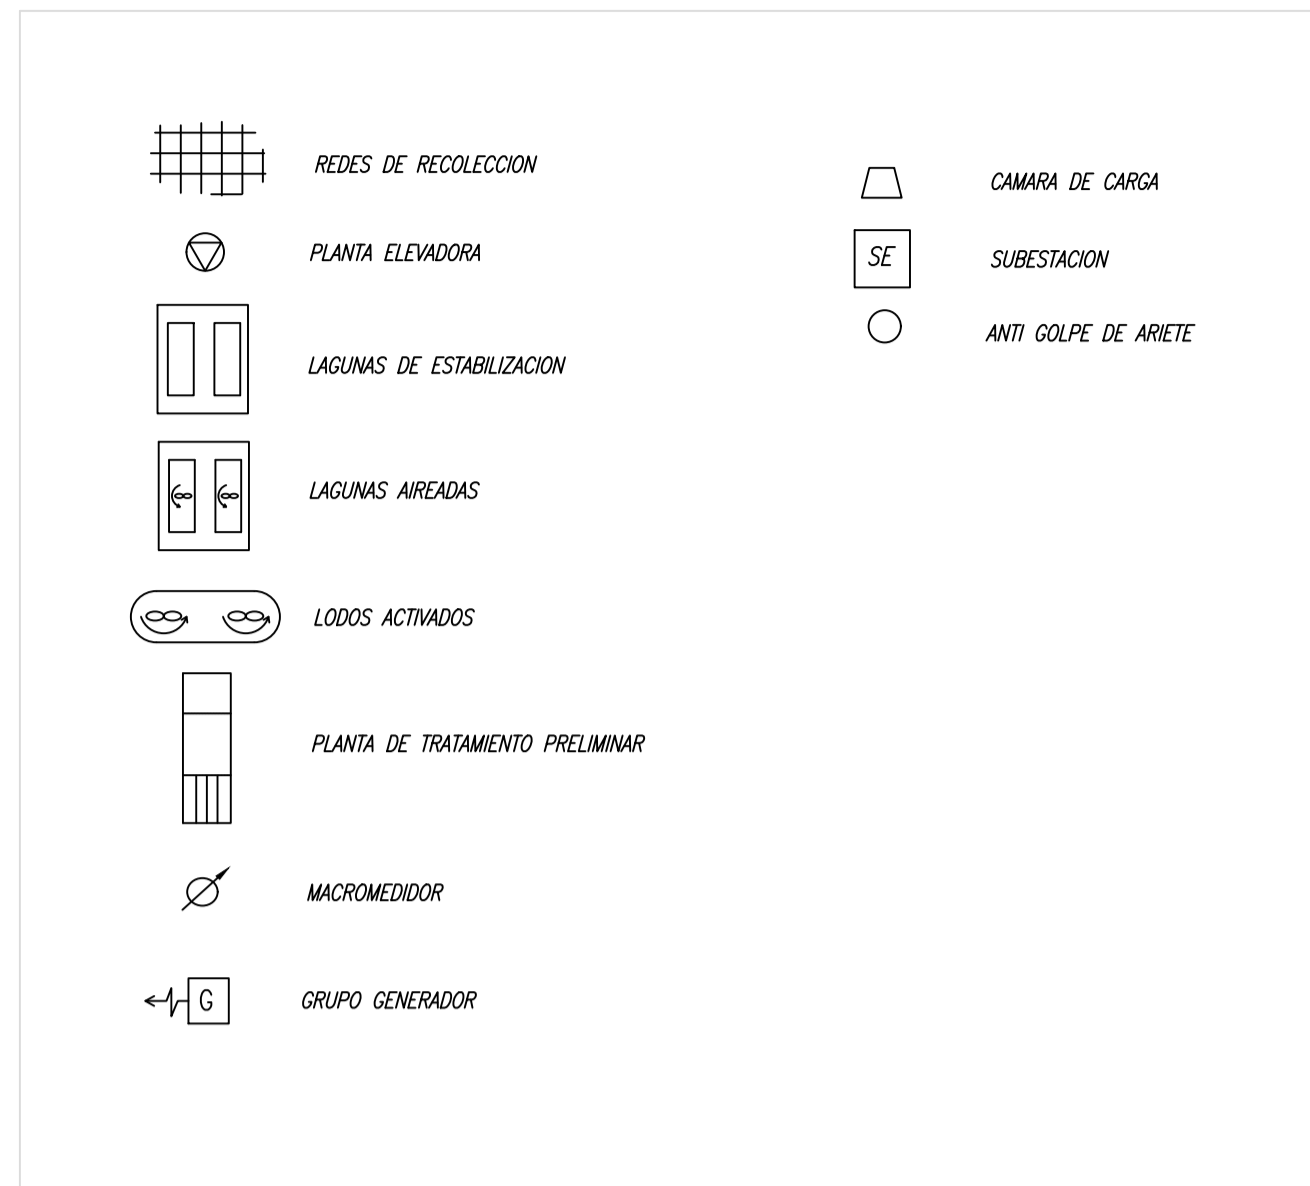 REDES DE RECOLECCION
PLANTA ELEVADORA
LAGUNAS DE ESTABILIZACION
LAGUNAS AIREADAS
LODOS ACTIVADOS
PLANTA DE TRATAMIENTO PRELIMINAR
MACROMEDIDOR
G GRUPO GENERADOR
CAMARA DE CARGA
SE SUBESTACION
ANTI GOLPE DE ARIETE